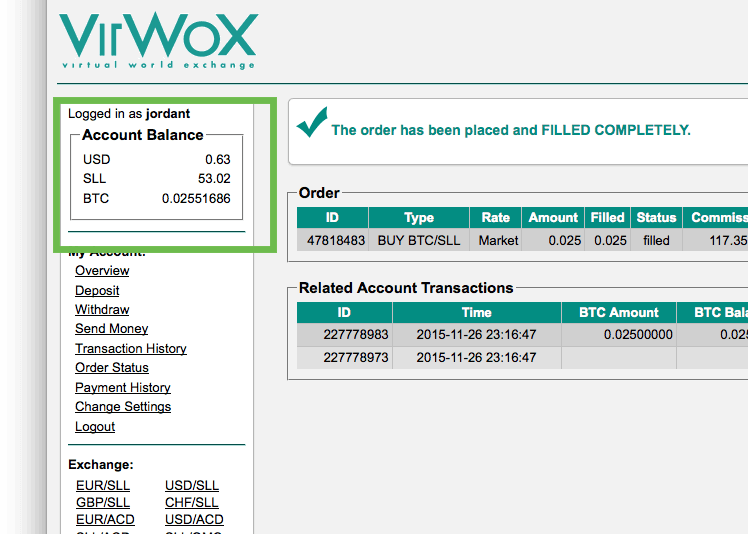 VirWoX
virtual world exchange
Logged in as jordant
Account Balance
USD 0.63
SLL 53.02
BTC 0.02551686
My Account:
Overview
Deposit
Withdraw
Send Money
Transaction History
Order Status
Payment History
Change Settings
Logout
Exchange:
EUR/SLL USD/SLL
GBP/SLL CHF/SLL
EUR/ACD USD/ACD
The order has been placed and FILLED COMPLETELY.
Order
ID Type Rate Amount Filled Status Commiss
47818483 BUY BTC/SLL Market 0.025 0.025 filled 117.35
Related Account Transactions
ID Time BTC Amount BTC Bala
227778983 2015-11-26 23:16:47 0.02500000 0.025
227778973 2015-11-26 23:16:47